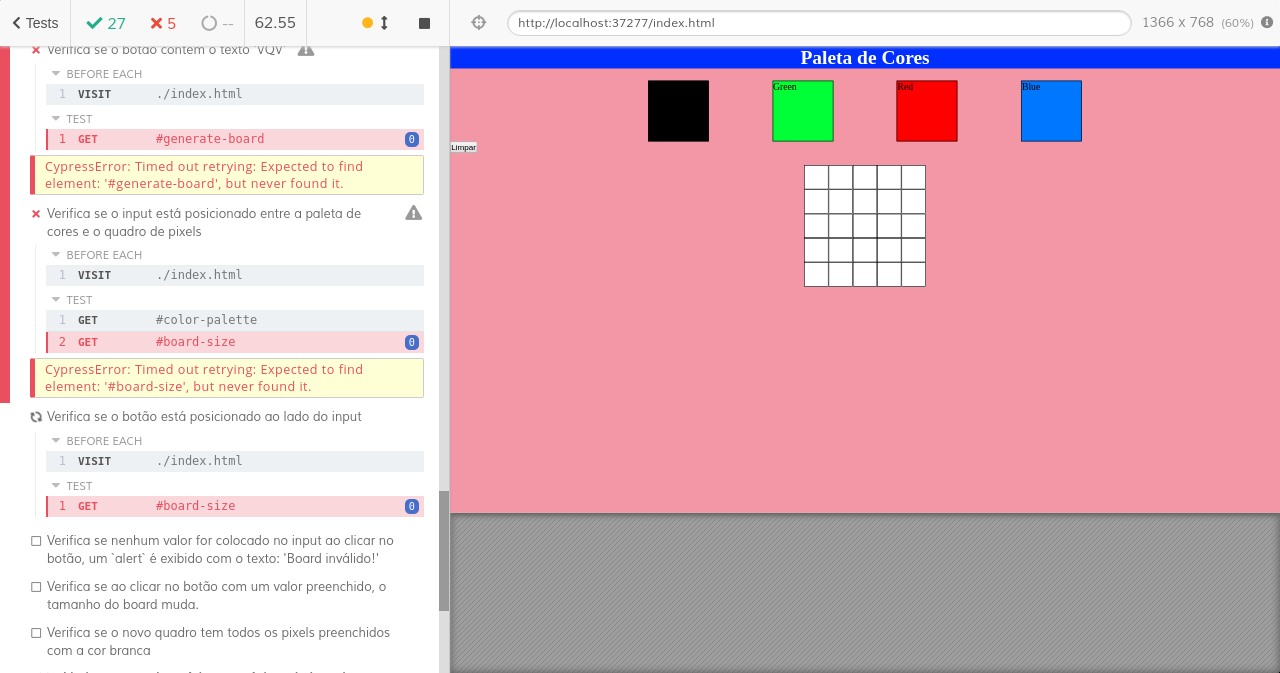 Tests 27 5 -- 62.55
http://localhost:37277/index.html 1366 x 768 (60%)
Verifica se o botão contém o texto 'VQV'
BEFORE EACH
1 VISIT ./index.html
TEST
1 GET #generate-board 0
CypressError: Timed out retrying: Expected to find
element: '#generate-board', but never found it.
Verifica se o input está posicionado entre a paleta de
cores e o quadro de pixels
BEFORE EACH
1 VISIT ./index.html
TEST
1 GET #color-palette
2 GET #board-size 0
CypressError: Timed out retrying: Expected to find
element: '#board-size', but never found it.
Verifica se o botão está posicionado ao lado do input
BEFORE EACH
1 VISIT ./index.html
TEST
1 GET #board-size 0
Verifica se nenhum valor for colocado no input ao clicar no
botão, um `alert` é exibido com o texto: 'Board inválido!'
Verifica se ao clicar no botão com um valor preenchido, o
tamanho do board muda.
Verifica se o novo quadro tem todos os pixels preenchidos
com a cor branca
Paleta de Cores
Green Red Blue
Limpar